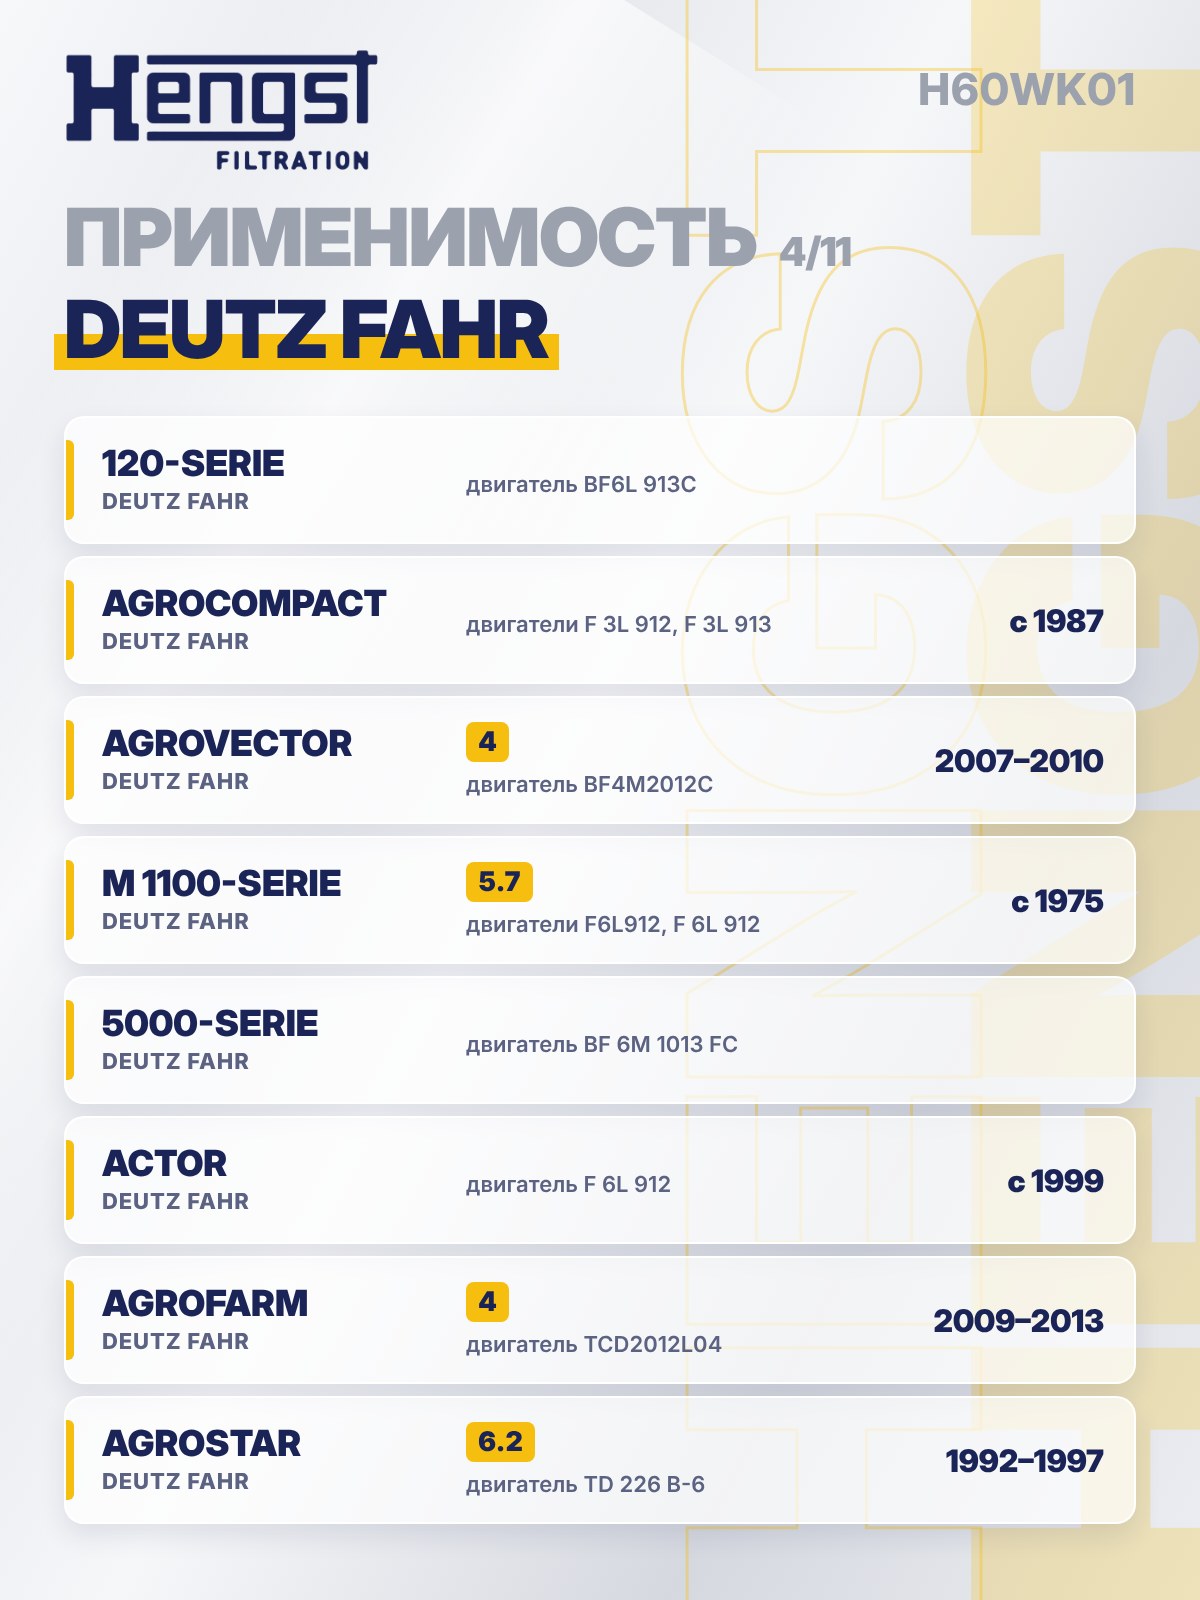 Hengst
FILTRATION
H60WK01
ПРИМЕНИМОСТЬ 4/11
DEUTZ FAHR
120-SERIE
DEUTZ FAHR
двигатель BF6L 913C
AGROCOMPACT
DEUTZ FAHR
двигатели F 3L 912, F 3L 913
с 1987
AGROVECTOR
DEUTZ FAHR
4
двигатель BF4M2012C
2007–2010
M 1100-SERIE
DEUTZ FAHR
5.7
двигатели F6L912, F 6L 912
с 1975
5000-SERIE
DEUTZ FAHR
двигатель BF 6M 1013 FC
ACTOR
DEUTZ FAHR
двигатель F 6L 912
с 1999
AGROFARM
DEUTZ FAHR
4
двигатель TCD2012L04
2009–2013
AGROSTAR
DEUTZ FAHR
6.2
двигатель TD 226 B-6
1992–1997
HENGST
HENGST